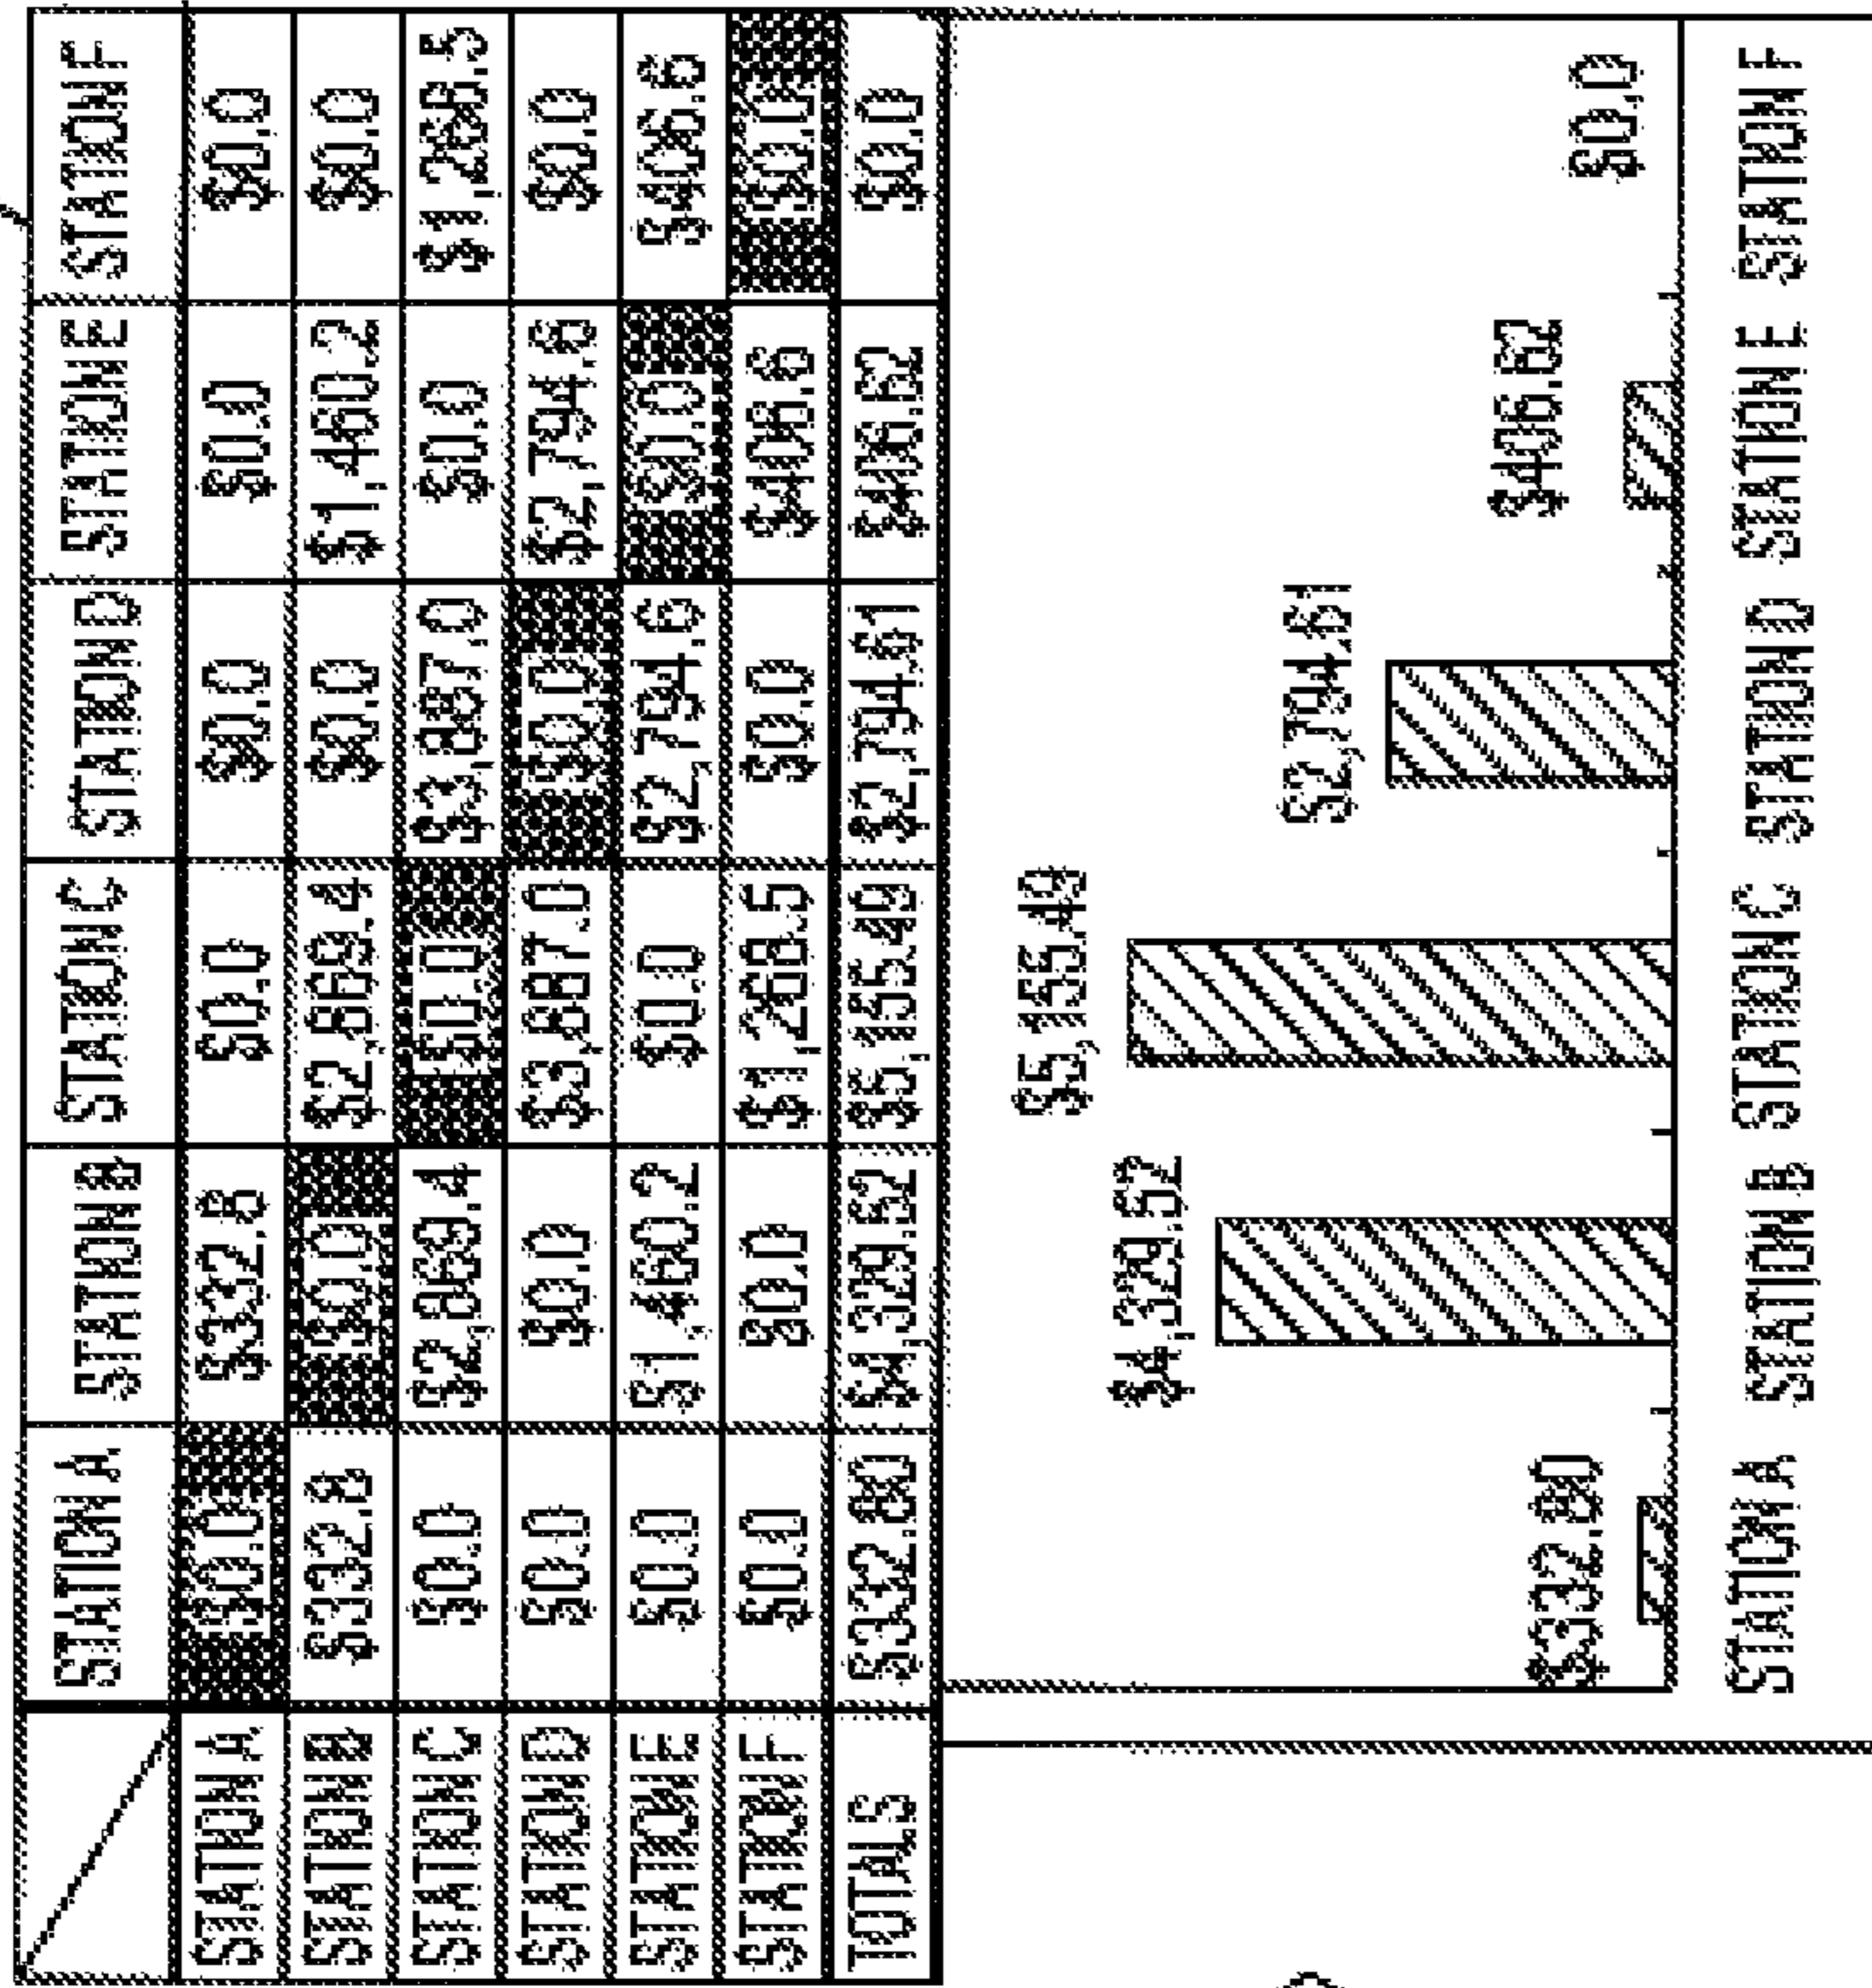 STATION A STATION B STATION C STATION D STATION E STATION F
STATION A $0.0 $332.8 $0.0 $0.0 $0.0 $0.0
STATION B $332.8 $0.0 $2,869.4 $0.0 $1,460.2 $0.0
STATION C $0.0 $2,869.4 $0.0 $3,887.0 $0.0 $1,268.5
STATION D $0.0 $0.0 $3,887.0 $0.0 $2,794.6 $0.0
STATION E $0.0 $1,460.2 $0.0 $2,794.6 $0.0 $406.6
STATION F $0.0 $0.0 $1,268.5 $0.0 $406.6 $0.0
TOTALS $332.80 $4,329.52 $5,155.49 $2,794.61 $406.62 $0.0
$5,155.49
$4,329.52
$2,794.61
$406.62
$332.80
$0.0
STATION A STATION B STATION C STATION D STATION E STATION F